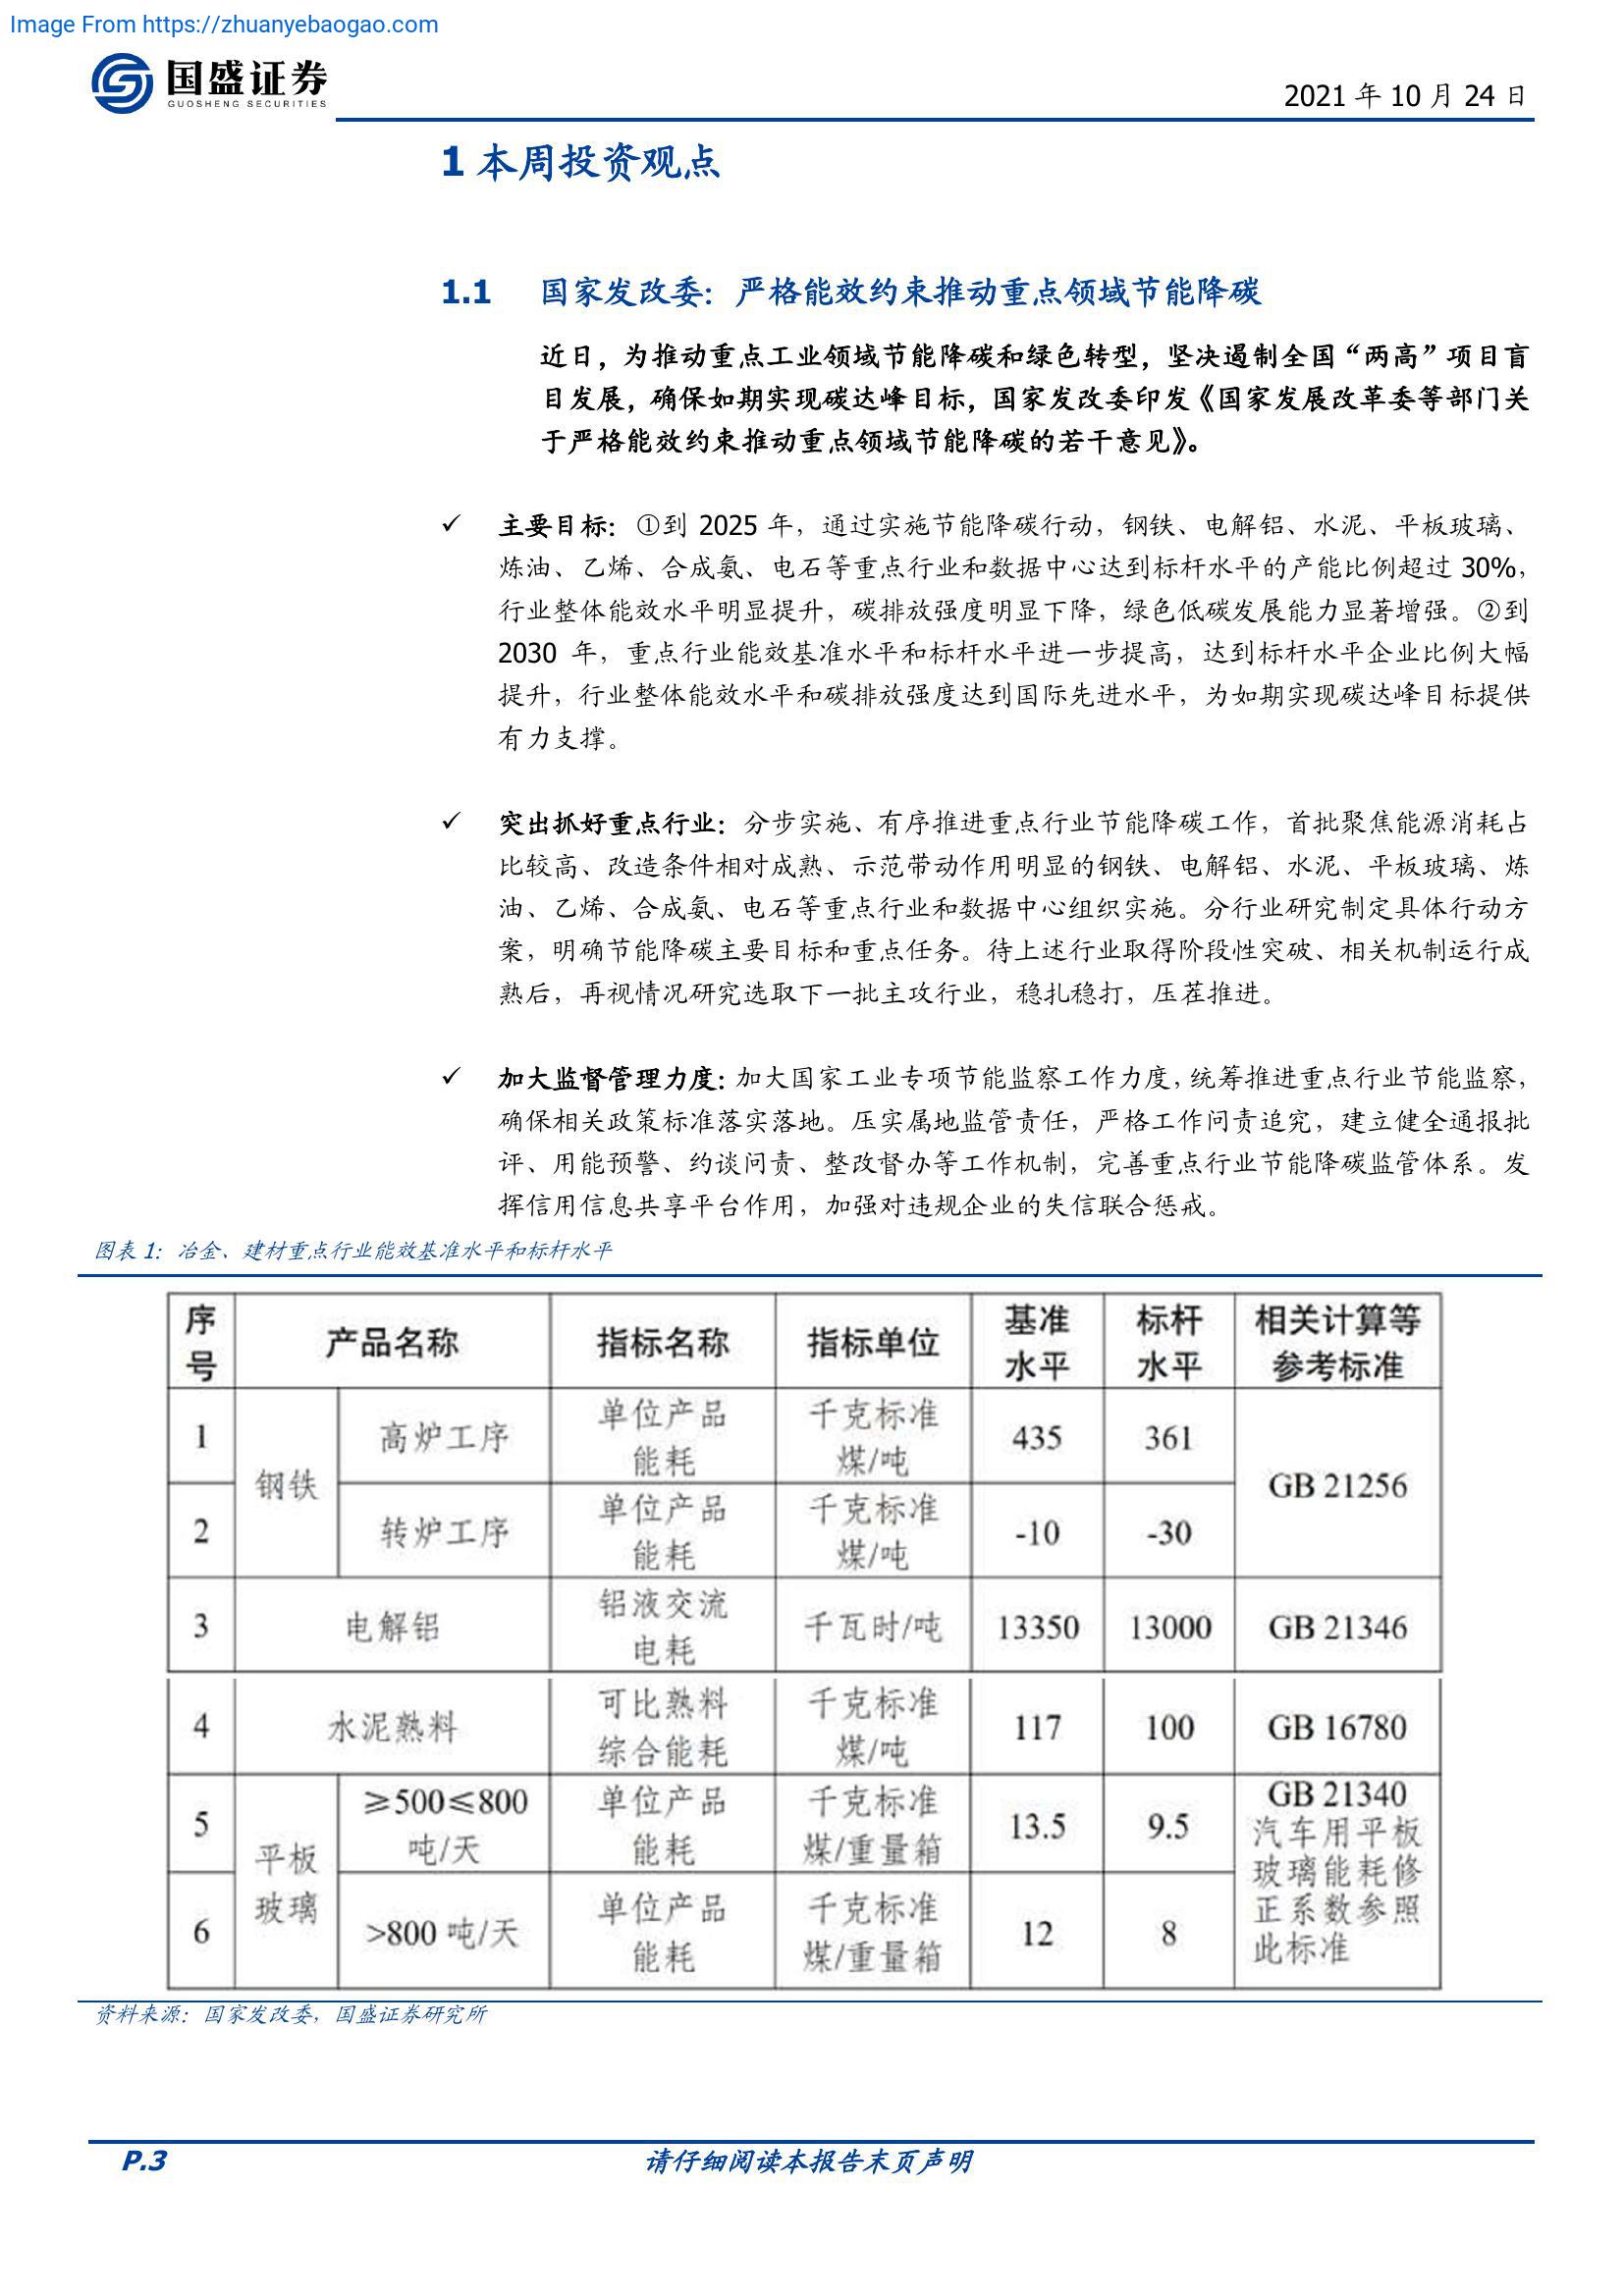 Image From https://zhuanyebaogao.com
国盛证券
GUOSHENG SECURITIES
2021 年 10 月 24 日
1 本周投资观点
1.1 国家发改委：严格能效约束推动重点领域节能降碳
近日，为推动重点工业领域节能降碳和绿色转型，坚决遏制全国“两高”项目盲
目发展，确保如期实现碳达峰目标，国家发改委印发《国家发展改革委等部门关
于严格能效约束推动重点领域节能降碳的若干意见》。
✓ 主要目标：①到 2025 年，通过实施节能降碳行动，钢铁、电解铝、水泥、平板玻璃、
炼油、乙烯、合成氨、电石等重点行业和数据中心达到标杆水平的产能比例超过 30%，
行业整体能效水平明显提升，碳排放强度明显下降，绿色低碳发展能力显著增强。②到
2030 年，重点行业能效基准水平和标杆水平进一步提高，达到标杆水平企业比例大幅
提升，行业整体能效水平和碳排放强度达到国际先进水平，为如期实现碳达峰目标提供
有力支撑。
✓ 突出抓好重点行业：分步实施、有序推进重点行业节能降碳工作，首批聚焦能源消耗占
比较高、改造条件相对成熟、示范带动作用明显的钢铁、电解铝、水泥、平板玻璃、炼
油、乙烯、合成氨、电石等重点行业和数据中心组织实施。分行业研究制定具体行动方
案，明确节能降碳主要目标和重点任务。待上述行业取得阶段性突破、相关机制运行成
熟后，再视情况研究选取下一批主攻行业，稳扎稳打，压茬推进。
✓ 加大监督管理力度：加大国家工业专项节能监察工作力度，统筹推进重点行业节能监察，
确保相关政策标准落实落地。压实属地监管责任，严格工作问责追究，建立健全通报批
评、用能预警、约谈问责、整改督办等工作机制，完善重点行业节能降碳监管体系。发
挥信用信息共享平台作用，加强对违规企业的失信联合惩戒。
图表 1：冶金、建材重点行业能效基准水平和标杆水平
序号 产品名称 指标名称 指标单位 基准水平 标杆水平 相关计算等参考标准
1 钢铁 高炉工序 单位产品能耗 千克标准煤/吨 435 361 GB 21256
2 转炉工序 单位产品能耗 千克标准煤/吨 -10 -30
3 电解铝 铝液交流电耗 千瓦时/吨 13350 13000 GB 21346
4 水泥熟料 可比熟料综合能耗 千克标准煤/吨 117 100 GB 16780
5 平板玻璃 ≥500≤800吨/天 单位产品能耗 千克标准煤/重量箱 13.5 9.5 GB 21340 汽车用平板玻璃能耗修正系数参照此标准
6 >800 吨/天 单位产品能耗 千克标准煤/重量箱 12 8
资料来源：国家发改委，国盛证券研究所
P.3 请仔细阅读本报告末页声明